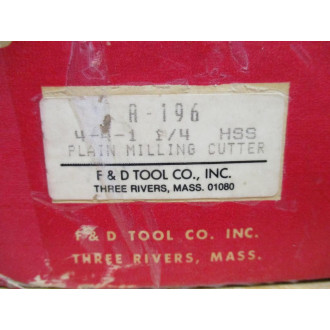 A-196
4-4-1 1/4 HSS
PLAIN MILLING CUTTER
F & D TOOL CO., INC.
THREE RIVERS, MASS. 01080
F & D TOOL CO. INC.
THREE RIVERS, MASS.